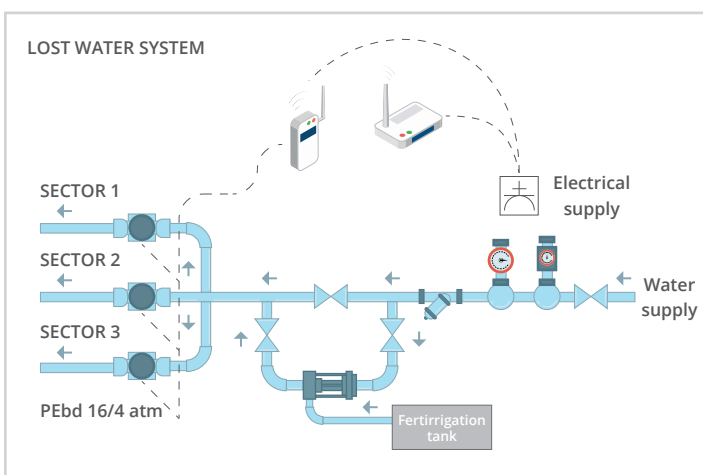 LOST WATER SYSTEM
Electrical
supply
SECTOR 1
SECTOR 2
SECTOR 3
Water
supply
PEbd 16/4 atm
Fertirrigation
tank